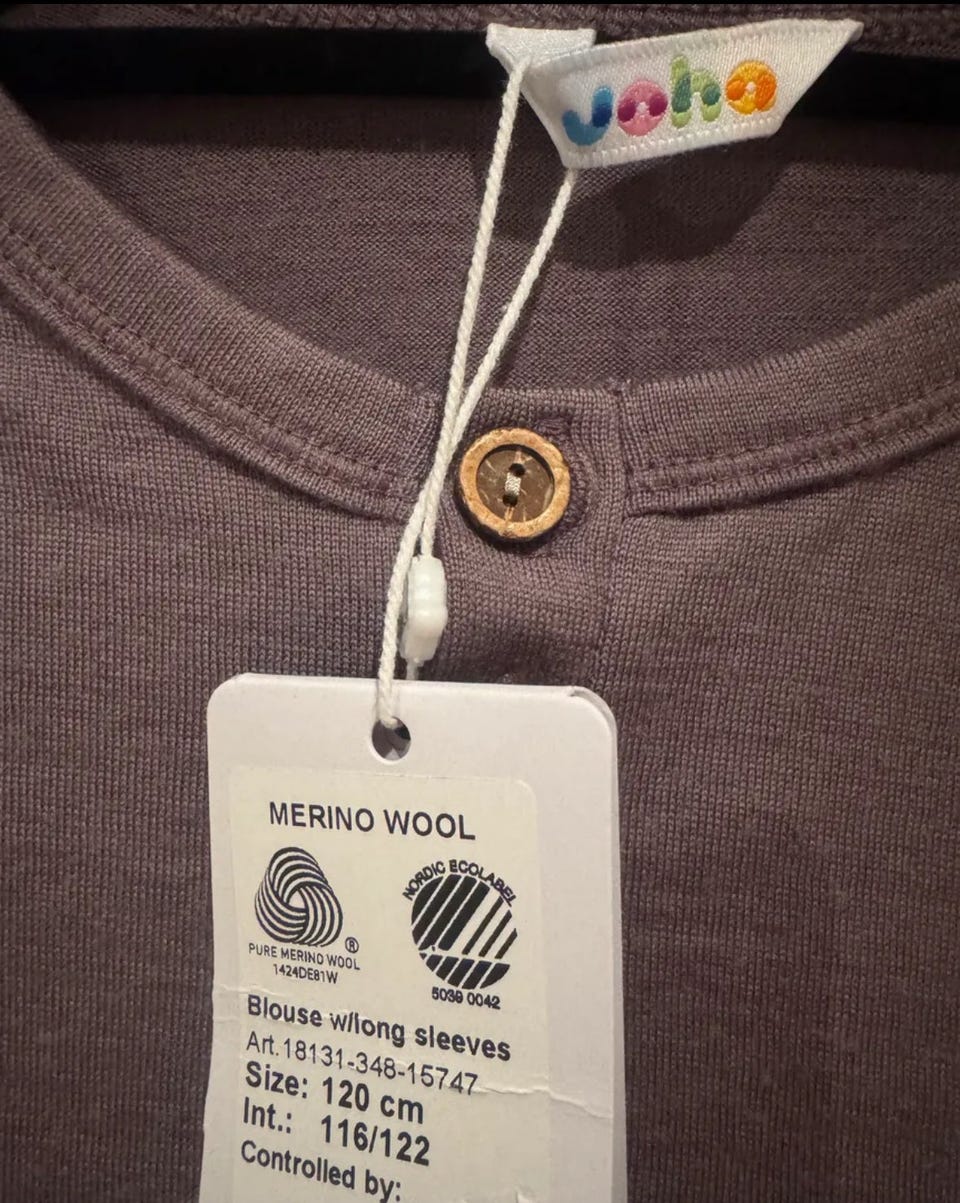 Joha
MERINO WOOL
NORDIC ECOLABEL
®
PURE MERINO WOOL
1424DE81W
5039 0042
Blouse w/long sleeves
Art.18131-348-15747
Size: 120 cm
Int.: 116/122
Controlled by: